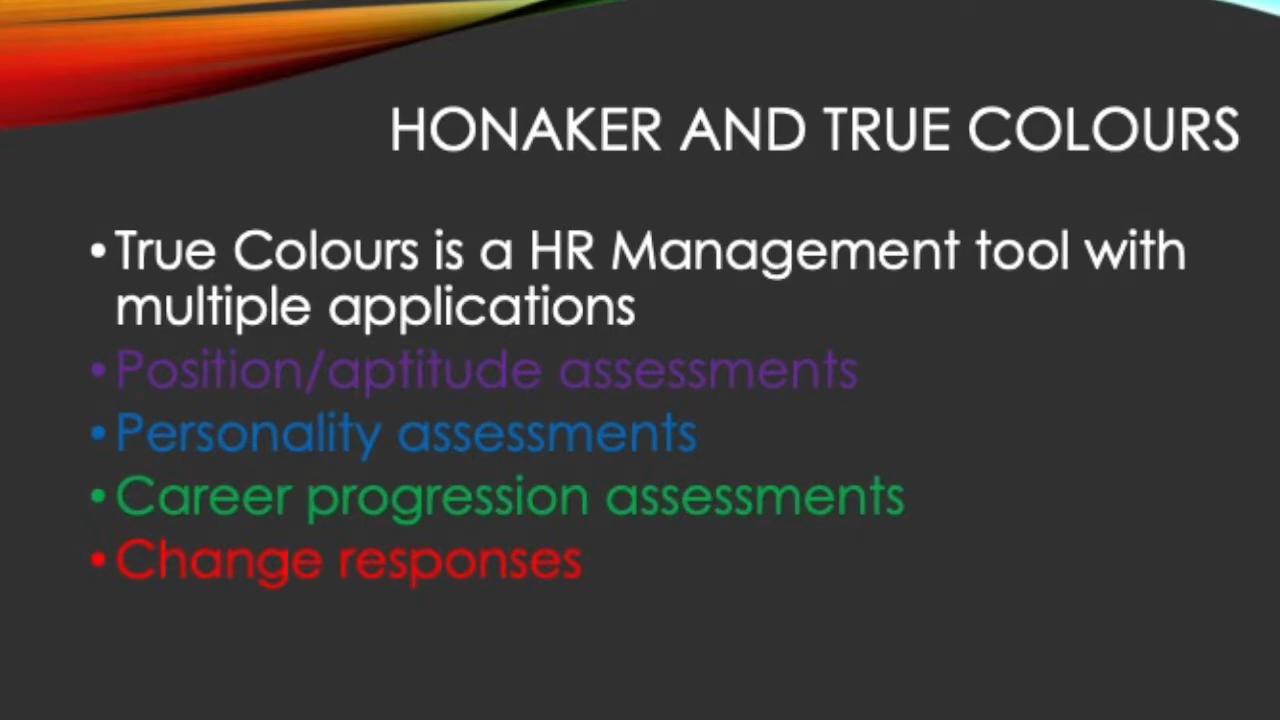 HONAKER AND TRUE COLOURS
•True Colours is a HR Management tool with
multiple applications
•Position/aptitude assessments
•Personality assessments
•Career progression assessments
•Change responses